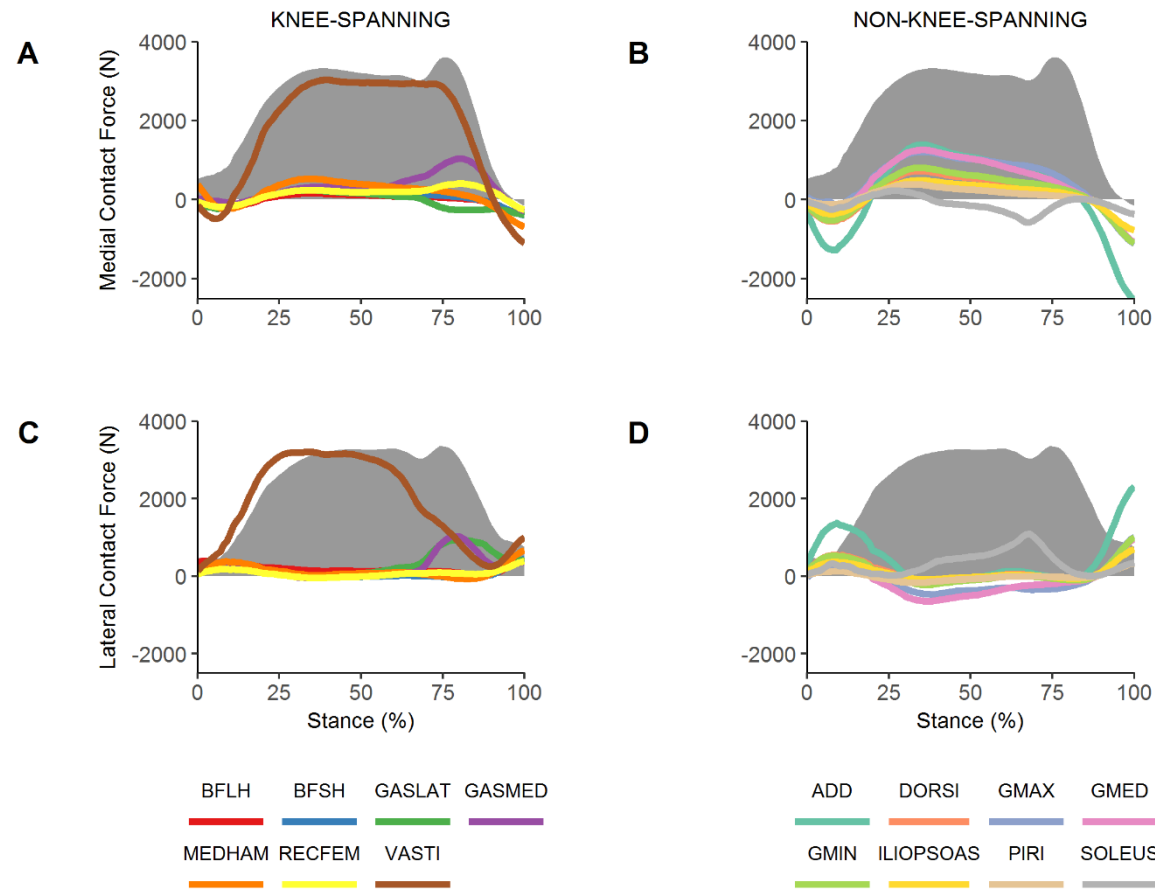 KNEE-SPANNING
NON-KNEE-SPANNING
A
B
Medial Contact Force (N)
4000
2000
0
-2000
0
25
50
75
100
4000
2000
0
-2000
0
25
50
75
100
C
D
Lateral Contact Force (N)
4000
2000
0
-2000
0
25
50
75
100
Stance (%)
4000
2000
0
-2000
0
25
50
75
100
Stance (%)
BFLH BFSH GASLAT GASMED
MEDHAM RECFEM VASTI
ADD DORSI GMAX GMED
GMIN ILIOPSOAS PIRI SOLEUS